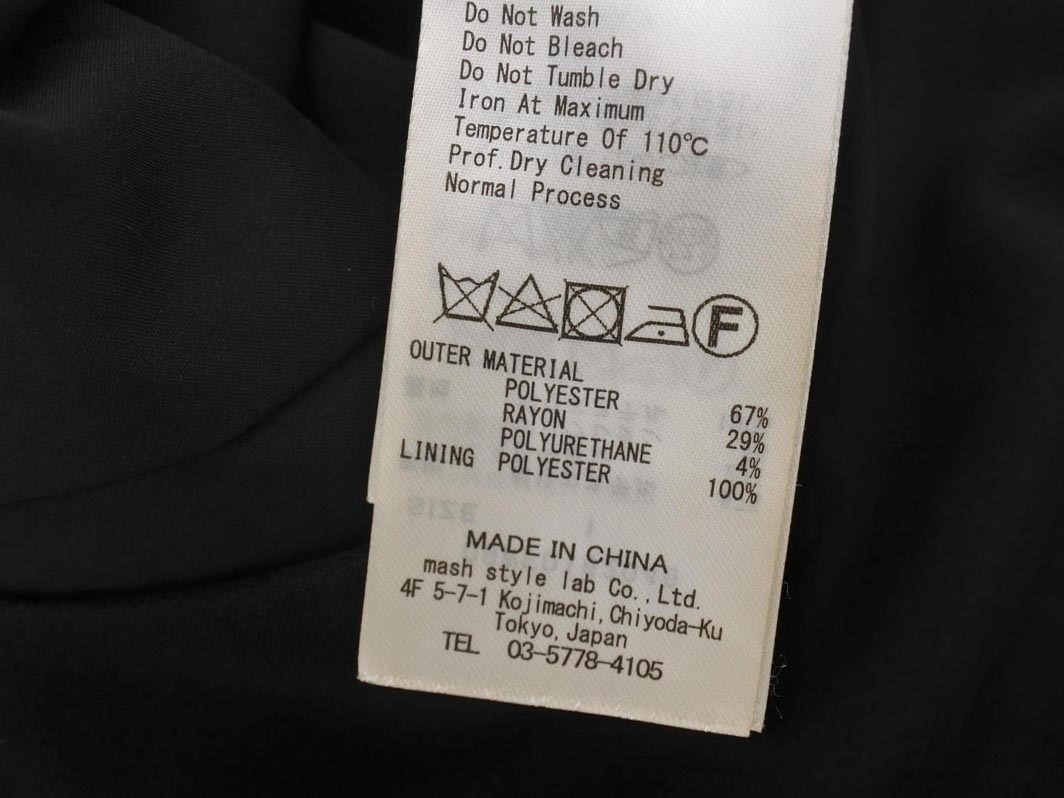 Do Not Wash
Do Not Bleach
Do Not Tumble Dry
Iron At Maximum
Temperature Of 110℃
Prof.Dry Cleaning
Normal Process
F
OUTER MATERIAL
POLYESTER 67%
RAYON 29%
POLYURETHANE 4%
LINING POLYESTER 100%
MADE IN CHINA
mash style lab Co.,Ltd.
4F 5-7-1 Kojimachi,Chiyoda-Ku
Tokyo,Japan
TEL 03-5778-4105